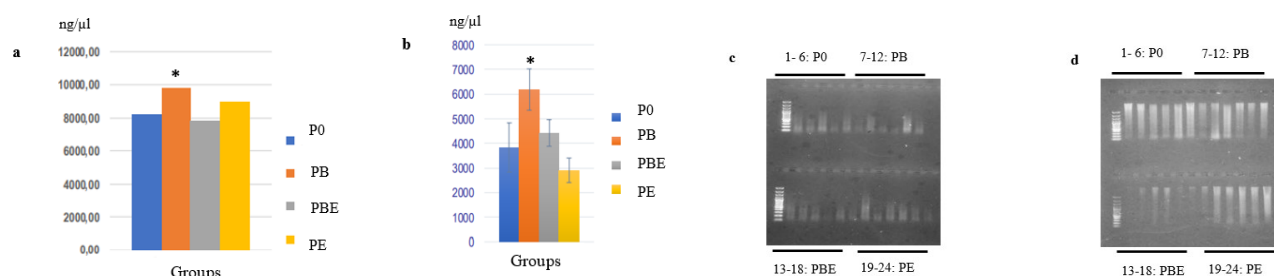 a
ng/µl
12000,00
10000,00
8000,00
6000,00
4000,00
2000,00
0,00
*
Groups
P0
PB
PBE
PE
b
ng/µl
8000
7000
6000
5000
4000
3000
2000
1000
0
*
Groups
P0
PB
PBE
PE
c
1- 6: P0
7-12: PB
13-18: PBE
19-24: PE
d
1- 6: P0
7-12: PB
13-18: PBE
19-24: PE